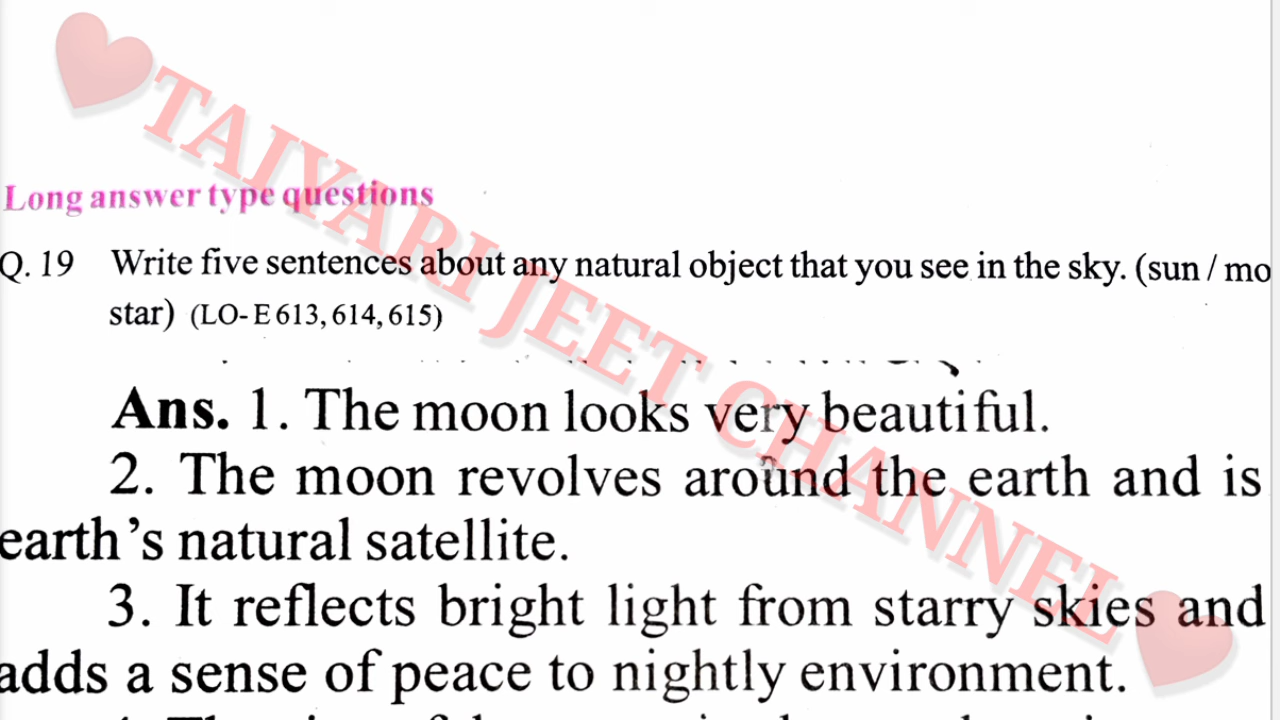 TAIYARI JEET CHANNEL
Long answer type questions
Q. 19 Write five sentences about any natural object that you see in the sky. (sun / mo
star) (LO- E 613, 614, 615)
Ans. 1. The moon looks very beautiful.
2. The moon revolves around the earth and is
earth's natural satellite.
3. It reflects bright light from starry skies and
adds a sense of peace to nightly environment.